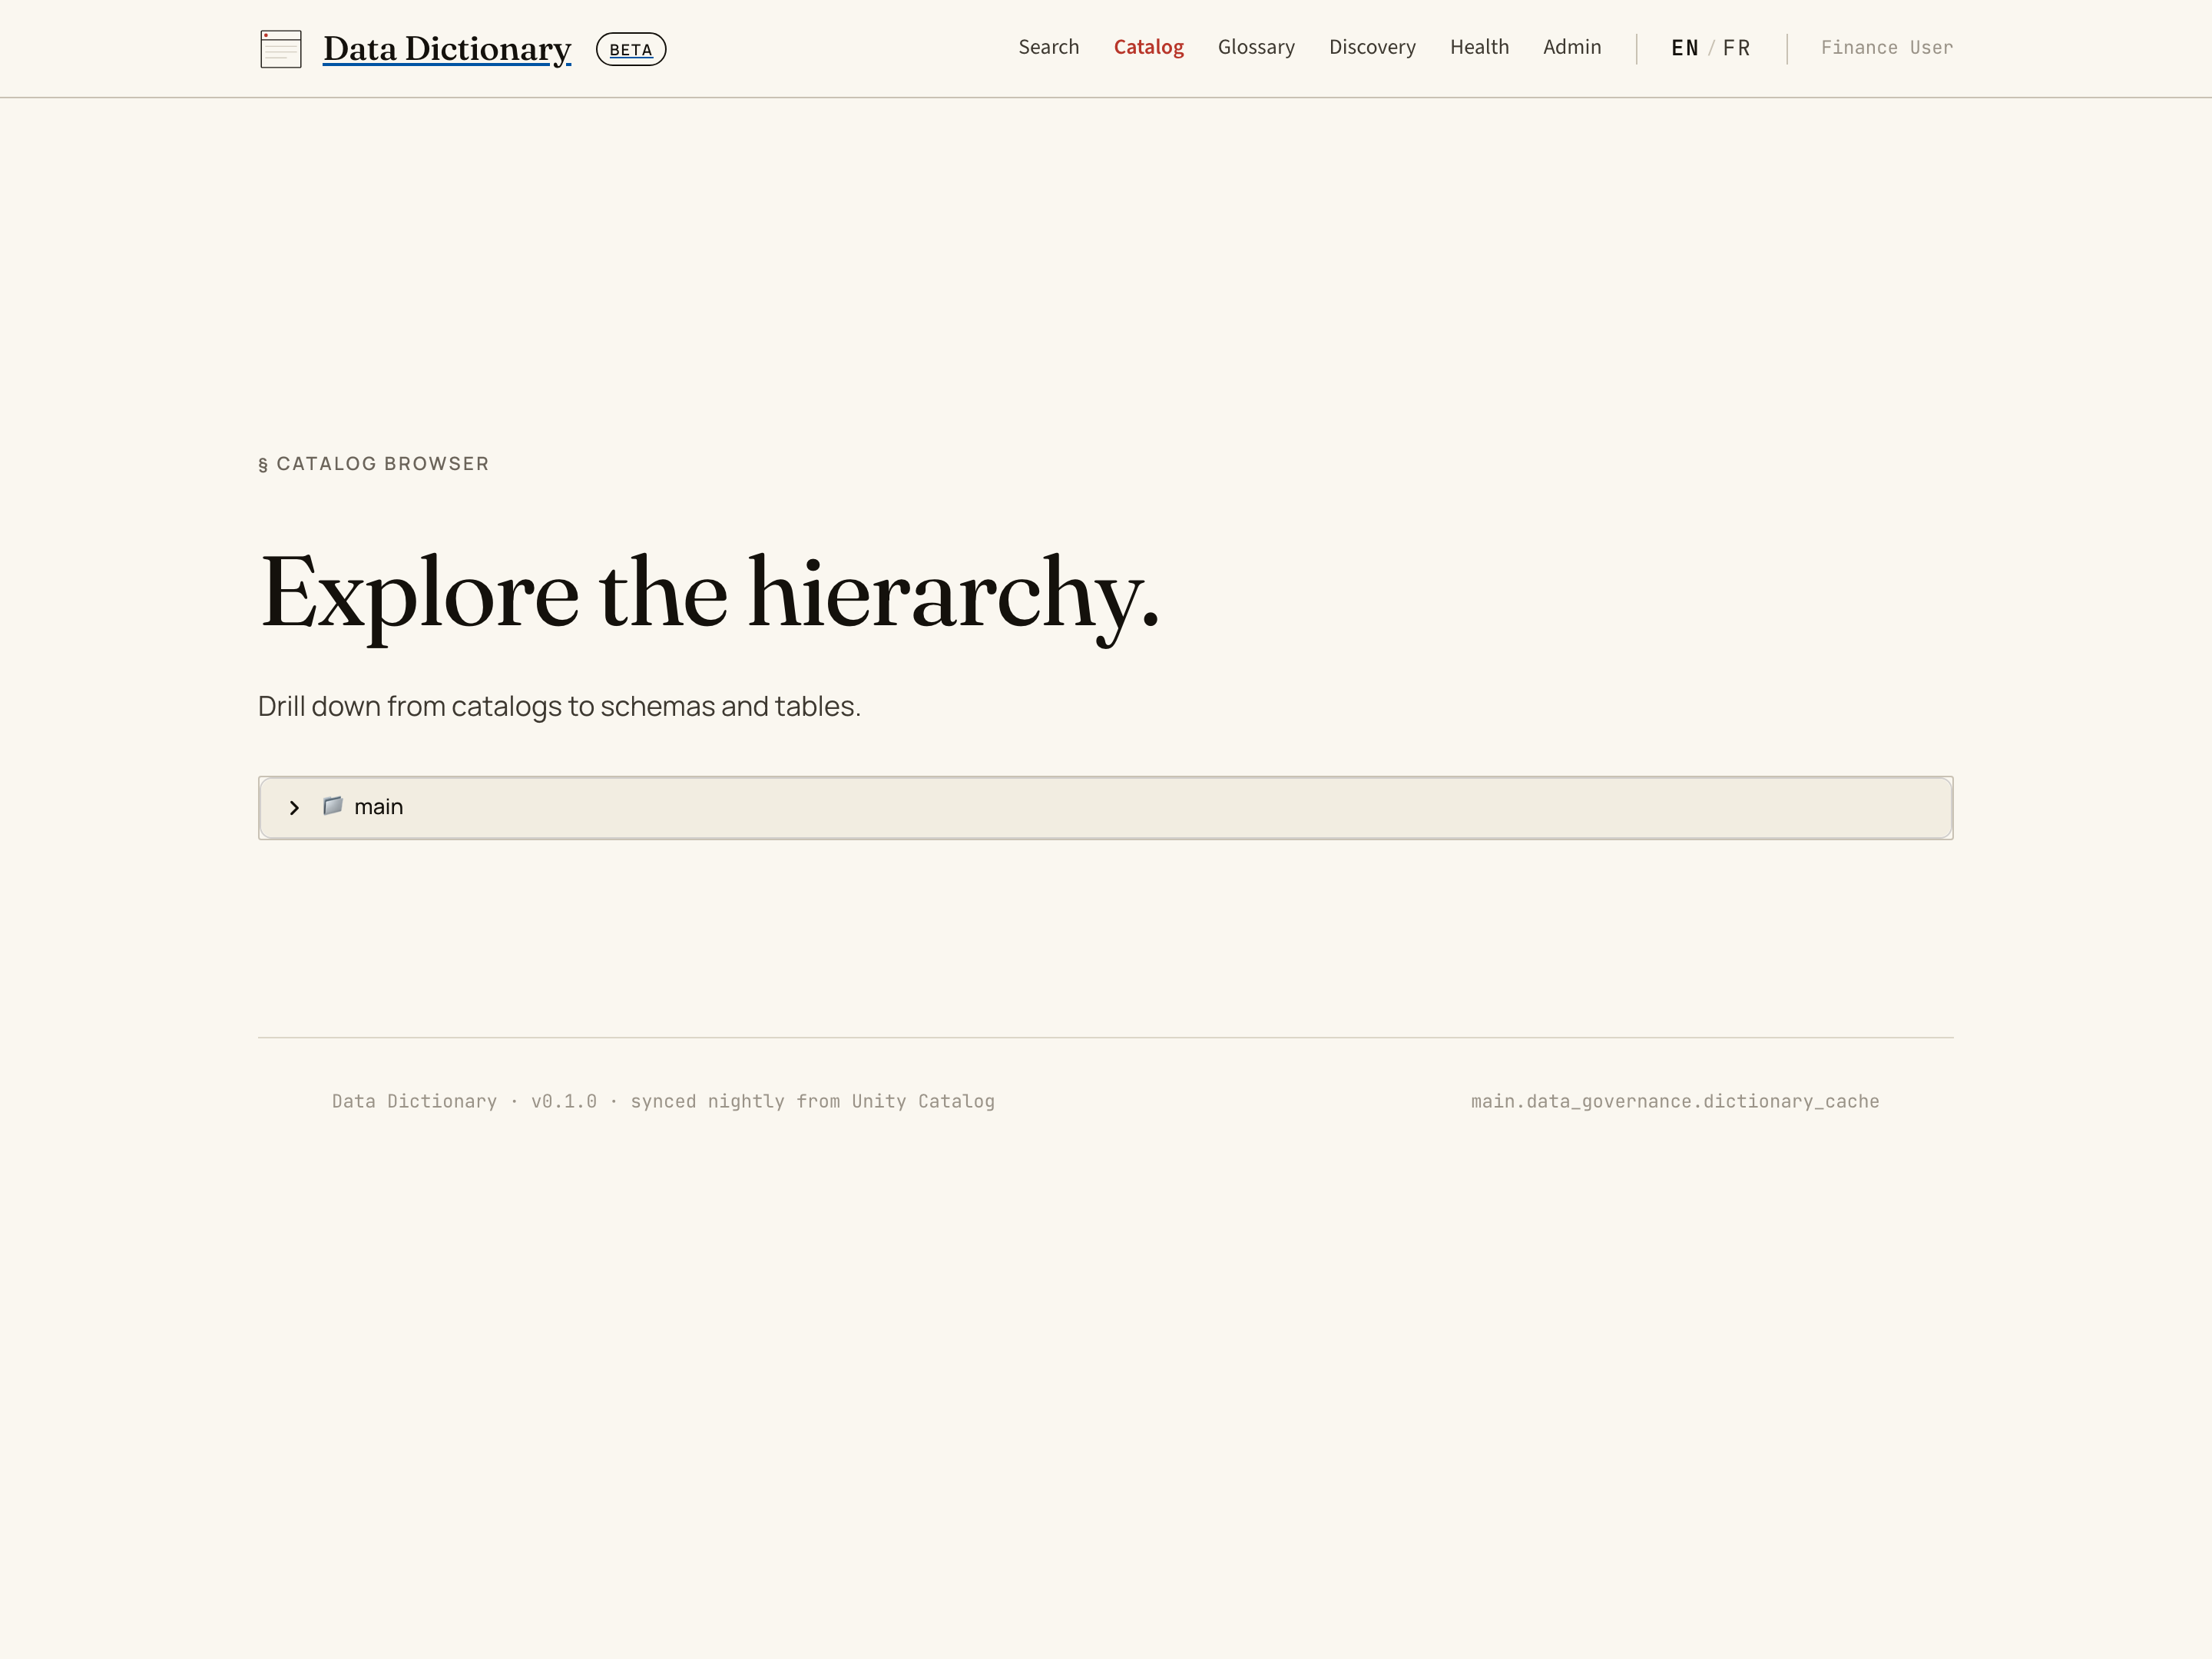 Data Dictionary BETA Search Catalog Glossary Discovery Health Admin EN / FR Finance User
§ CATALOG BROWSER
Explore the hierarchy.
Drill down from catalogs to schemas and tables.
main
Data Dictionary · v0.1.0 · synced nightly from Unity Catalog main.data_governance.dictionary_cache